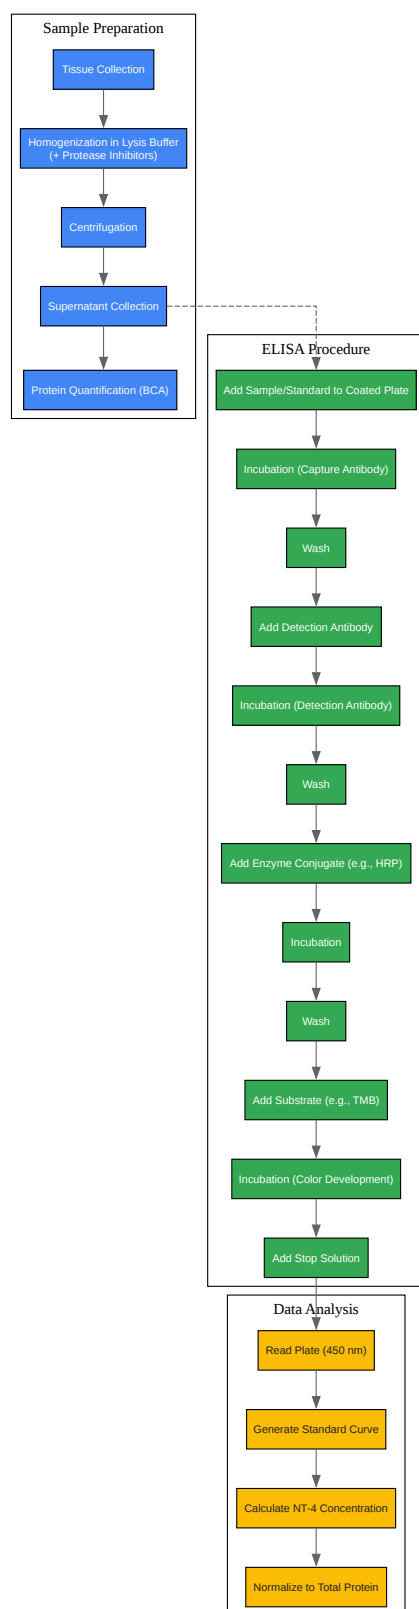 Sample Preparation
Tissue Collection
Homogenization in Lysis Buffer
(+ Protease Inhibitors)
Centrifugation
Supernatant Collection
Protein Quantification (BCA)
ELISA Procedure
Add Sample/Standard to Coated Plate
Incubation (Capture Antibody)
Wash
Add Detection Antibody
Incubation (Detection Antibody)
Wash
Add Enzyme Conjugate (e.g., HRP)
Incubation
Wash
Add Substrate (e.g., TMB)
Incubation (Color Development)
Add Stop Solution
Data Analysis
Read Plate (450 nm)
Generate Standard Curve
Calculate NT-4 Concentration
Normalize to Total Protein